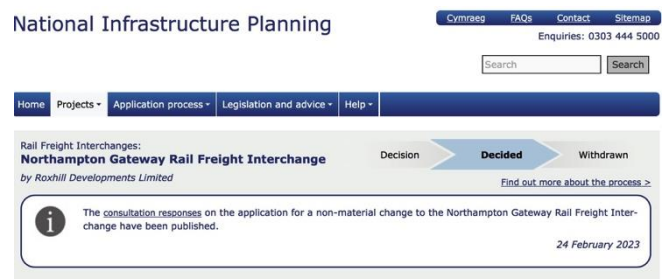 National Infrastructure Planning
Cymraeg FAQs Contact Sitemap
Enquiries: 0303 444 5000
Search Search
Home Projects Application process Legislation and advice Help
Rail Freight Interchanges:
Northampton Gateway Rail Freight Interchange
by Roxhill Developments Limited
Decision Decided Withdrawn
Find out more about the process >
The consultation responses on the application for a non-material change to the Northampton Gateway Rail Freight Inter-
change have been published.
24 February 2023